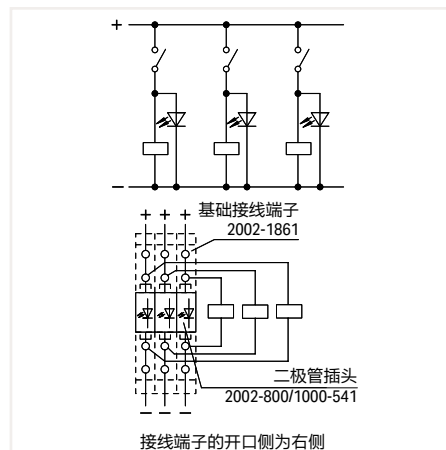 +
−
+ + +
基础接线端子
2002-1861
二极管插头
2002-800/1000-541
− − −
接线端子的开口侧为右侧